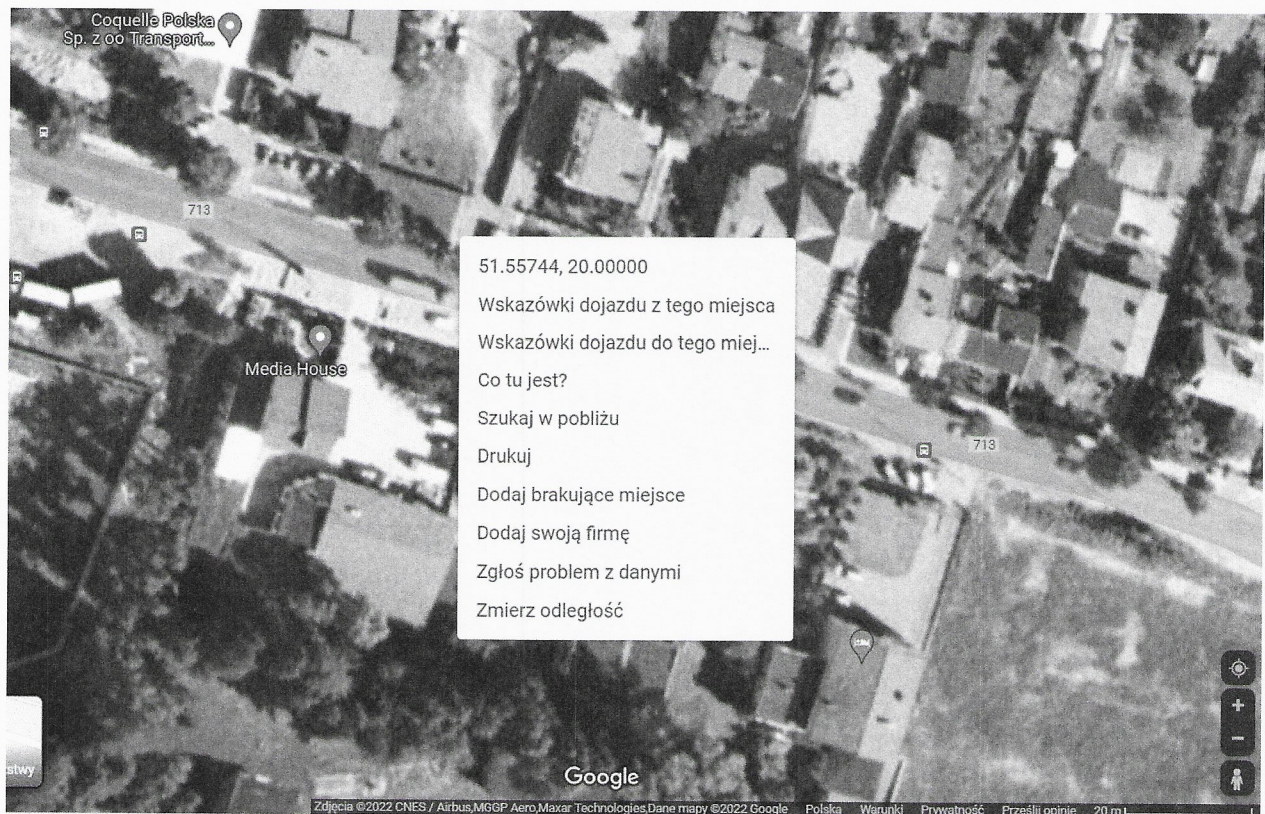 Coquelle Polska
Sp. z oo Transport...
713
Media House
51.55744, 20.00000
Wskazówki dojazdu z tego miejsca
Wskazówki dojazdu do tego miej...
Co tu jest?
Szukaj w pobliżu
Drukuj
Dodaj brakujące miejsce
Dodaj swoją firmę
Zgłoś problem z danymi
Zmierz odległość
713
stwy
Google
Zdjęcia ©2022 CNES / Airbus,MGGP Aero,Maxar Technologies,Dane mapy ©2022 Google Polska Warunki Prywatność Prześlij opinię 20 m